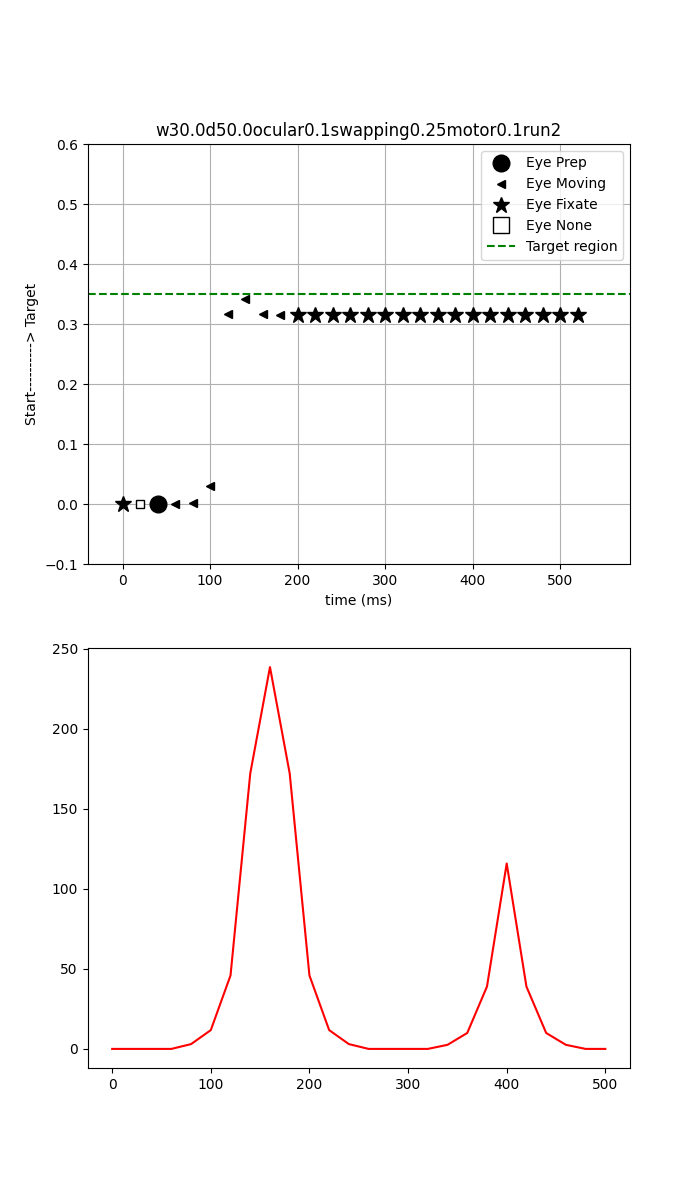 w30.0d50.0ocular0.1swapping0.25motor0.1run2
0.6
0.5
0.4
0.3
0.2
0.1
0.0
−0.1
Start----------> Target
Eye Prep
Eye Moving
Eye Fixate
Eye None
Target region
0 100 200 300 400 500
time (ms)
250
200
150
100
50
0
0 100 200 300 400 500